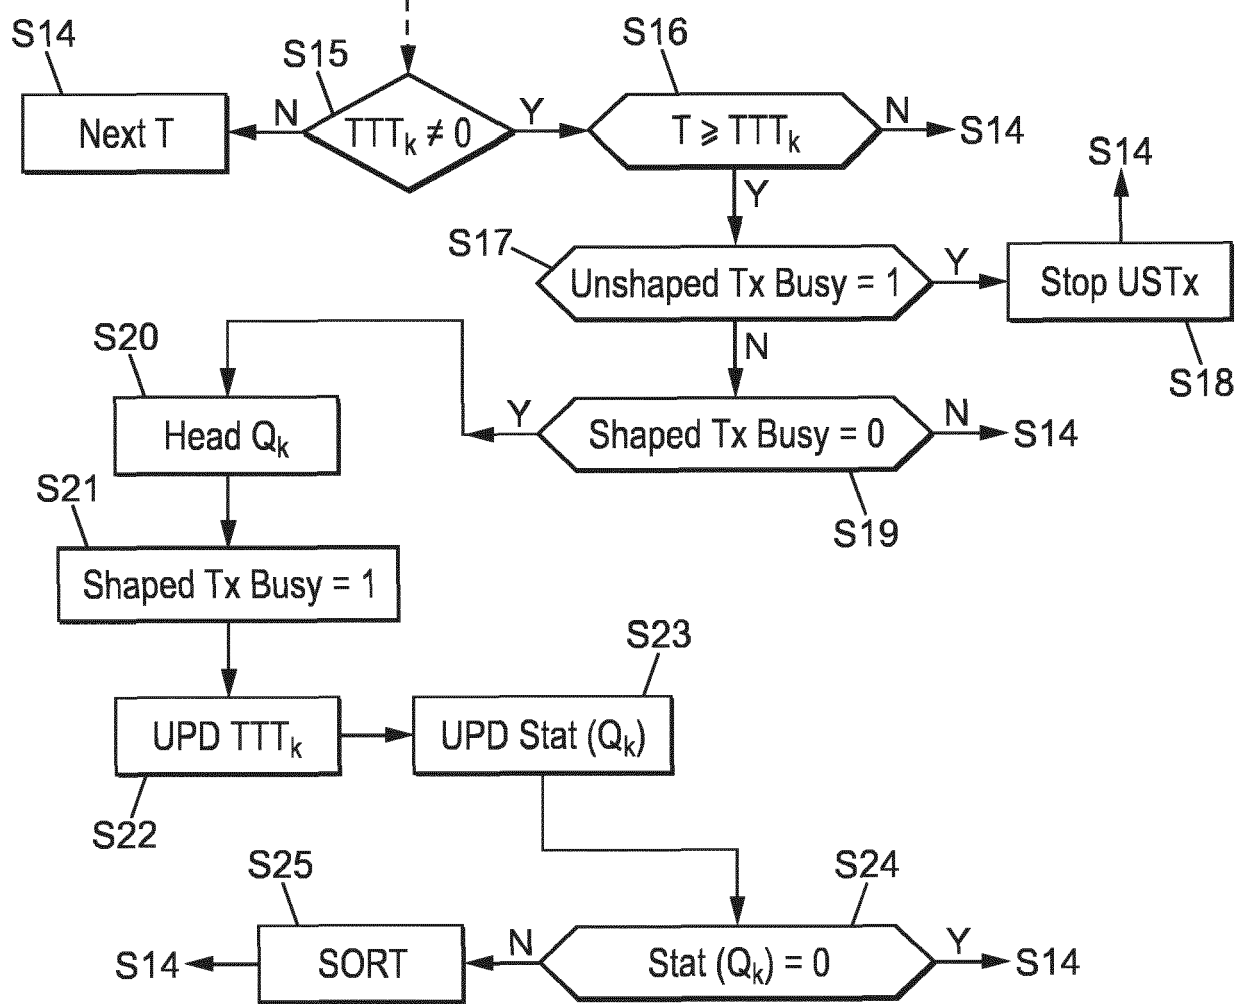 S14
S15
S16
Next T
N
TTTk ≠ 0
Y
T ⩾ TTTk
N
S14
Y
S14
S17
Unshaped Tx Busy = 1
Y
Stop USTx
S18
N
S20
Head Qk
Y
Shaped Tx Busy = 0
N
S14
S19
S21
Shaped Tx Busy = 1
S23
UPD TTTk
UPD Stat (Qk)
S22
S25
S24
S14
SORT
N
Stat (Qk) = 0
Y
S14